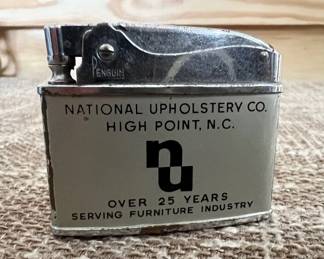 PENGUIN
NATIONAL UPHOLSTERY CO.
HIGH POINT, N.C.
nu
OVER 25 YEARS
SERVING FURNITURE INDUSTRY